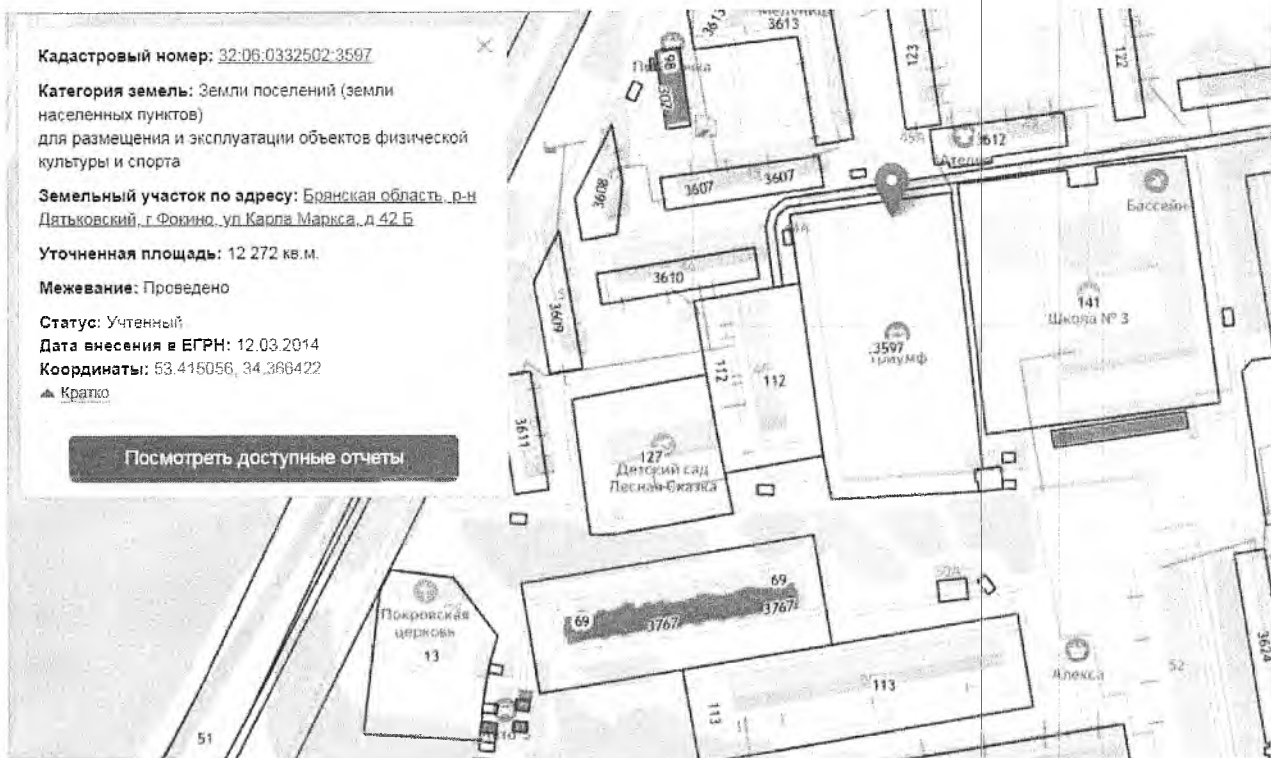 Кадастровый номер: 32:06:0332502:3597
Категория земель: Земли поселений (земли
населенных пунктов)
для размещения и эксплуатации объектов физической
культуры и спорта
Земельный участок по адресу: Брянская область, р-н
Дятьковский, г Фокино, ул Карла Маркса, д 42 Б
Уточненная площадь: 12 272 кв.м.
Межевание: Проведено
Статус: Учтенный
Дата внесения в ЕГРН: 12.03.2014
Координаты: 53.415056, 34.366422
Кратко
Посмотреть доступные отчеты
3613
3613
123
122
98
302
45А
3612
Ателье
3608
3607
3607
Бассейн
3610
3609
141
Школа № 3
3597
Триумф
112
112
3611
127
Детский сад
Лесная Сказка
69
69
3767
3767
50А
Покровская
церковь
13
113
113
Алекса
52
3624
51